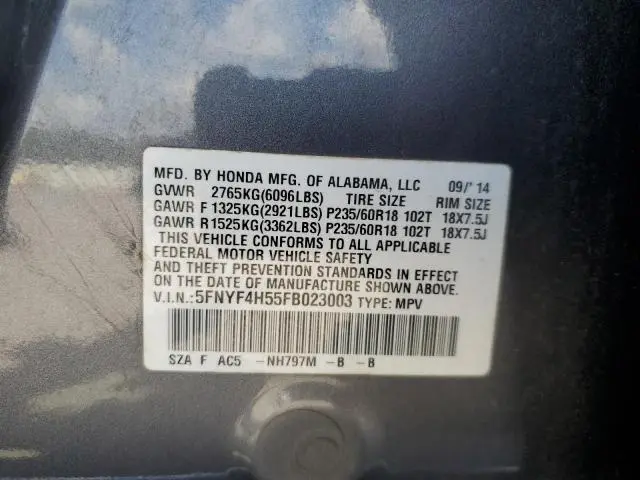 MFD. BY HONDA MFG. OF ALABAMA, LLC 09/'14
GVWR 2765KG(6096LBS) TIRE SIZE RIM SIZE
GAWR F 1325KG(2921LBS) P235/60R18 102T 18X7.5J
GAWR R1525KG(3362LBS) P235/60R18 102T 18X7.5J
THIS VEHICLE CONFORMS TO ALL APPLICABLE
FEDERAL MOTOR VEHICLE SAFETY
AND THEFT PREVENTION STANDARDS IN EFFECT
ON THE DATE OF MANUFACTURE SHOWN ABOVE.
V.I.N.:5FNYF4H55FB023003 TYPE: MPV
SZA F AC5 -NH797M -B -B